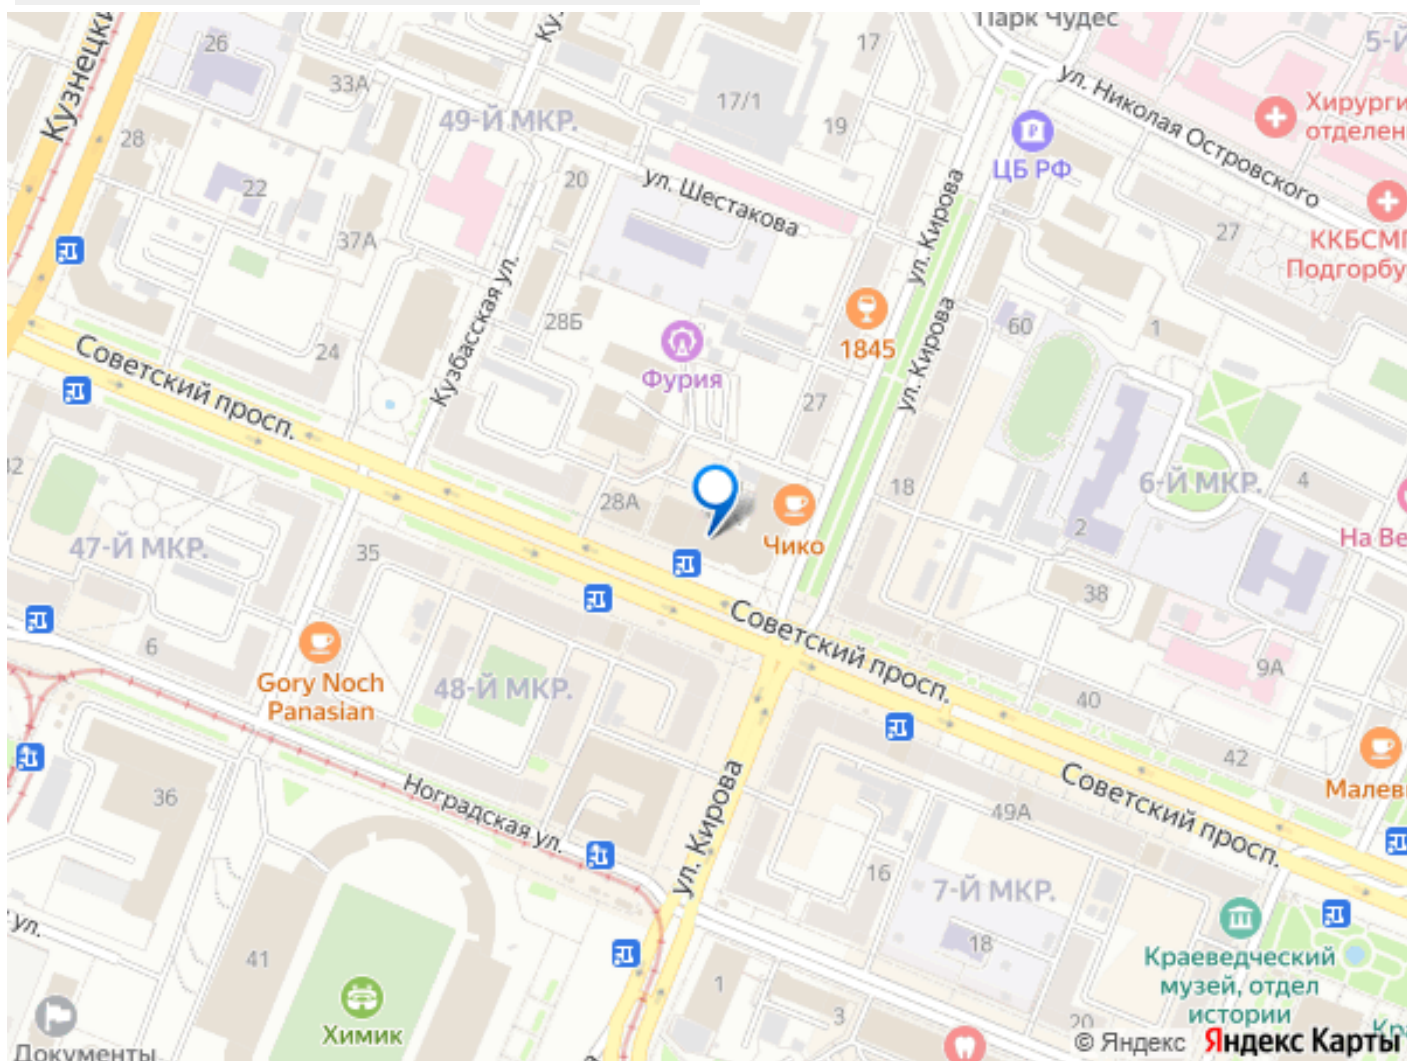 Парк Чудес
Кузнецки
26
17
33А
ул. Николая Островского
Хирурги
отделен
17/1
49-Й МКР.
19
28
ЦБ РФ
22
20
ул. Шестакова
ул. Кирова
27
37А
ККБСМП
Подгорбу
Кузбасская ул.
28Б
60
1
1845
ул. Кирова
24
Фурия
Советский просп.
27
6-Й МКР.
4
18
28А
2
На Ве
47-Й МКР.
35
Чико
38
6
Советский просп.
Gory Noch
Panasian
48-Й МКР.
9А
40
42
Малев
36
Ноградская ул.
ул. Кирова
Советский просп.
49А
16
7-Й МКР.
ул.
41
18
Краеведческий
музей, отдел
истории
1
3
20
Химик
Документы
© Яндекс Яндекс Карты